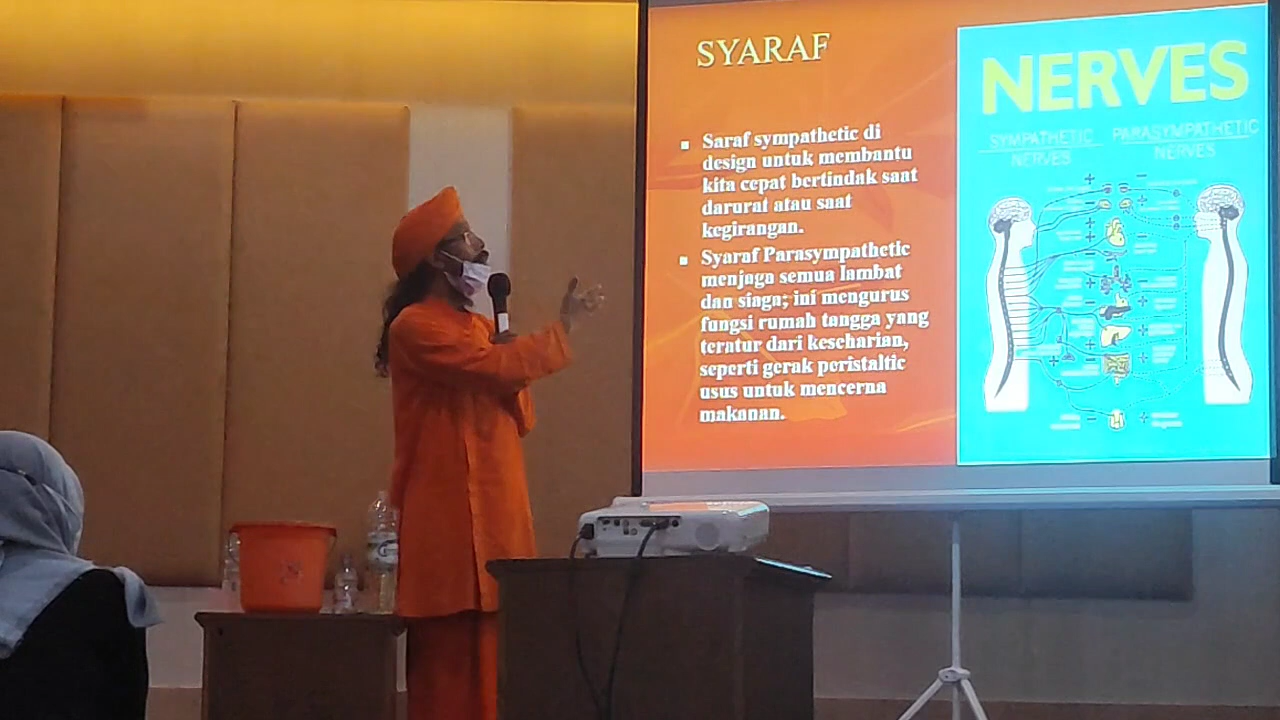 SYARAF
Saraf sympathetic di
design untuk membantu
kita cepat bertindak saat
darurat atau saat
kegirangan.
Syaraf Parasympathetic
menjaga semua lambat
dan siaga; ini mengurus
fungsi rumah tangga yang
teratur dari keseharian,
seperti gerak peristaltic
usus untuk mencerna
makanan.
NERVES
SYMPATHETIC
NERVES
PARASYMPATHETIC
NERVES